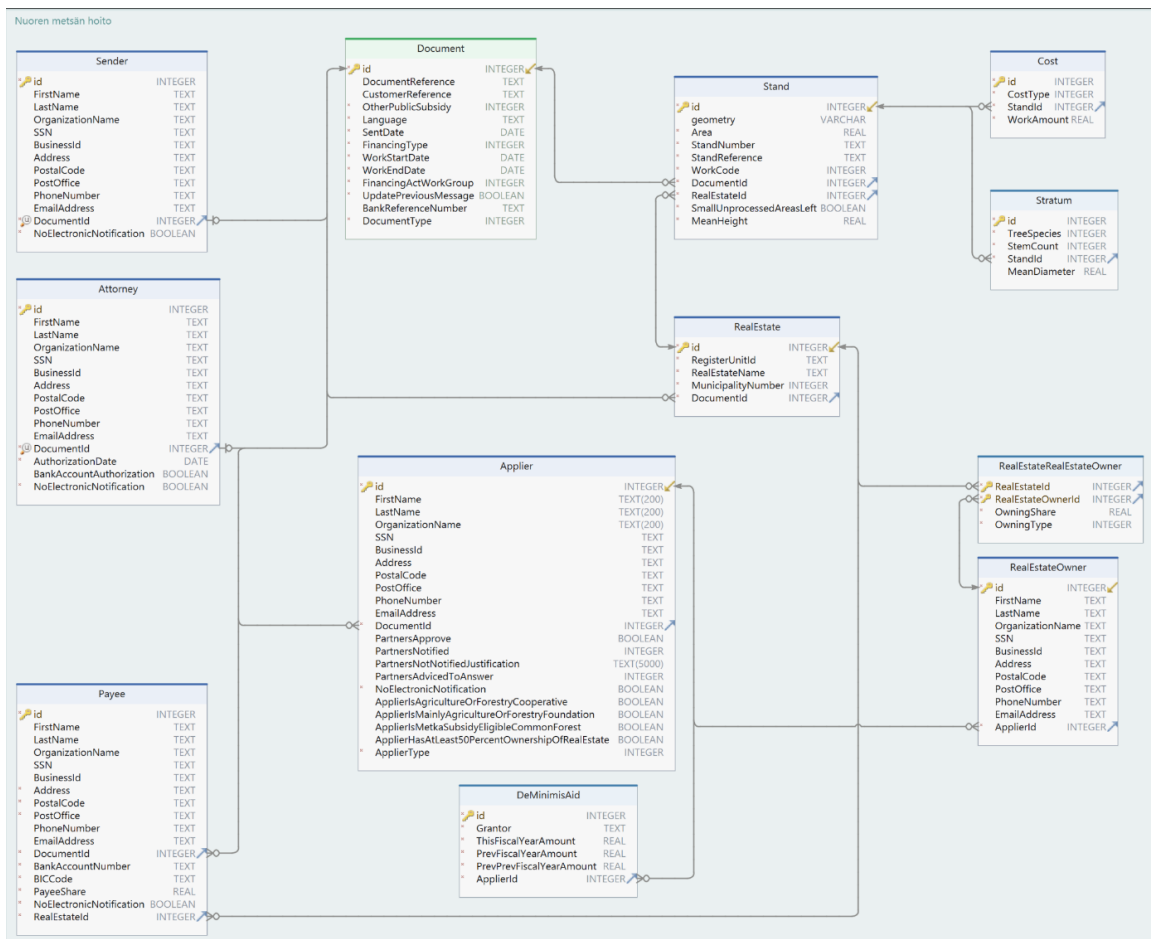 Nuoren metsän hoito
Sender
id INTEGER
FirstName TEXT
LastName TEXT
OrganizationName TEXT
SSN TEXT
BusinessId TEXT
Address TEXT
PostalCode TEXT
PostOffice TEXT
PhoneNumber TEXT
EmailAddress TEXT
DocumentId INTEGER
NoElectronicNotification BOOLEAN
Document
id INTEGER
DocumentReference TEXT
CustomerReference TEXT
OtherPublicSubsidy INTEGER
Language TEXT
SentDate DATE
FinancingType INTEGER
WorkStartDate DATE
WorkEndDate DATE
FinancingActWorkGroup INTEGER
UpdatePreviousMessage BOOLEAN
BankReferenceNumber TEXT
DocumentType INTEGER
Stand
id INTEGER
geometry VARCHAR
Area REAL
StandNumber TEXT
StandReference TEXT
WorkCode INTEGER
DocumentId INTEGER
RealEstateId INTEGER
SmallUnprocessedAreasLeft BOOLEAN
MeanHeight REAL
Cost
id INTEGER
CostType INTEGER
StandId INTEGER
WorkAmount REAL
Stratum
id INTEGER
TreeSpecies INTEGER
StemCount INTEGER
StandId INTEGER
MeanDiameter REAL
Attorney
id INTEGER
FirstName TEXT
LastName TEXT
OrganizationName TEXT
SSN TEXT
BusinessId TEXT
Address TEXT
PostalCode TEXT
PostOffice TEXT
PhoneNumber TEXT
EmailAddress TEXT
DocumentId INTEGER
AuthorizationDate DATE
BankAccountAuthorization BOOLEAN
NoElectronicNotification BOOLEAN
RealEstate
id INTEGER
RegisterUnitId TEXT
RealEstateName TEXT
MunicipalityNumber INTEGER
DocumentId INTEGER
Applier
id INTEGER
FirstName TEXT(200)
LastName TEXT(200)
OrganizationName TEXT(200)
SSN TEXT
BusinessId TEXT
Address TEXT
PostalCode TEXT
PostOffice TEXT
PhoneNumber TEXT
EmailAddress TEXT
DocumentId INTEGER
PartnersApprove BOOLEAN
PartnersNotified INTEGER
PartnersNotNotifiedJustification TEXT(5000)
PartnersAdvicedToAnswer INTEGER
NoElectronicNotification BOOLEAN
ApplierIsAgricultureOrForestryCooperative BOOLEAN
ApplierIsMainlyAgricultureOrForestryFoundation BOOLEAN
ApplierIsMetkaSubsidyEligibleCommonForest BOOLEAN
ApplierHasAtLeast50PercentOwnershipOfRealEstate BOOLEAN
ApplierType INTEGER
RealEstateRealEstateOwner
RealEstateId INTEGER
RealEstateOwnerId INTEGER
OwningShare REAL
OwningType INTEGER
RealEstateOwner
id INTEGER
FirstName TEXT
LastName TEXT
OrganizationName TEXT
SSN TEXT
BusinessId TEXT
Address TEXT
PostalCode TEXT
PostOffice TEXT
PhoneNumber TEXT
EmailAddress TEXT
ApplierId INTEGER
Payee
id INTEGER
FirstName TEXT
LastName TEXT
OrganizationName TEXT
SSN TEXT
BusinessId TEXT
Address TEXT
PostalCode TEXT
PostOffice TEXT
PhoneNumber TEXT
EmailAddress TEXT
DocumentId INTEGER
BankAccountNumber TEXT
BICCode TEXT
PayeeShare REAL
NoElectronicNotification BOOLEAN
RealEstateId INTEGER
DeMinimisAid
id INTEGER
Grantor TEXT
ThisFiscalYearAmount REAL
PrevFiscalYearAmount REAL
PrevPrevFiscalYearAmount REAL
ApplierId INTEGER